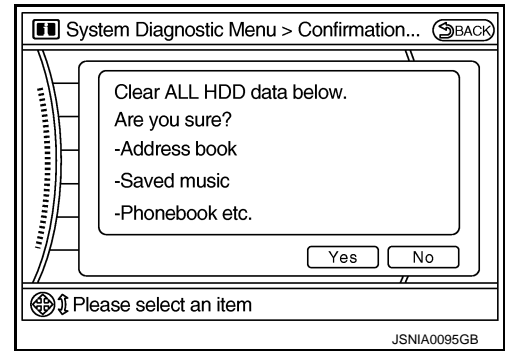 System Diagnostic Menu > Confirmation... BACK
Clear ALL HDD data below.
Are you sure?
-Address book
-Saved music
-Phonebook etc.
Yes No
Please select an item
JSNIA0095GB